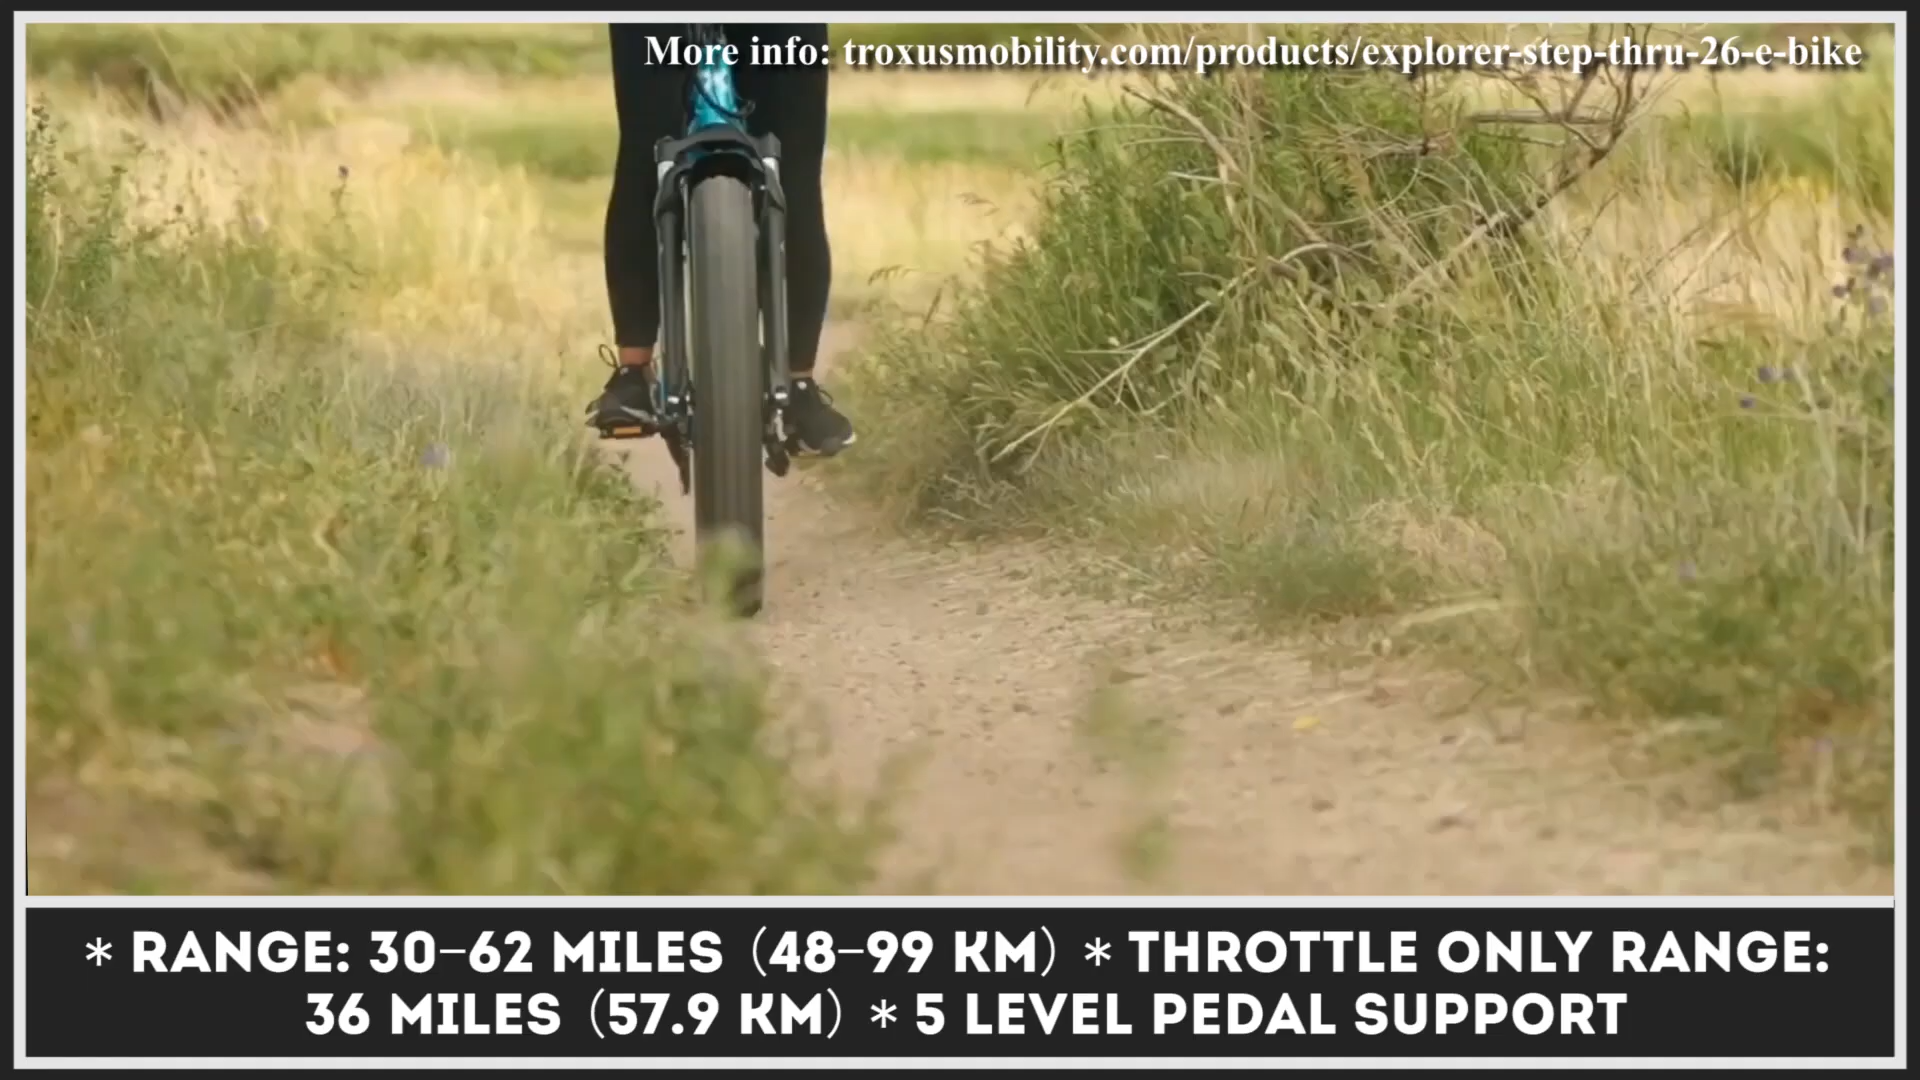 More info: troxusmobility.com/products/explorer-step-thru-26-e-bike
* RANGE: 30–62 MILES (48–99 KM) * THROTTLE ONLY RANGE:
36 MILES (57.9 KM) * 5 LEVEL PEDAL SUPPORT